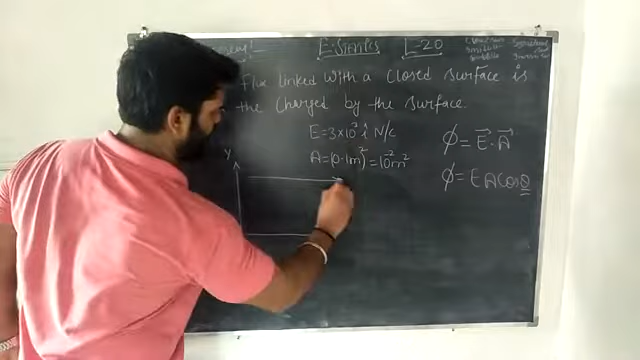 E-Series L-20
Flux linked with a closed surface is
the charged by the surface.
E=3×10³ î N/C
A=(0.1m)²=10⁻²m²
ϕ=E⃗·A⃗
ϕ=EACosθ
Y